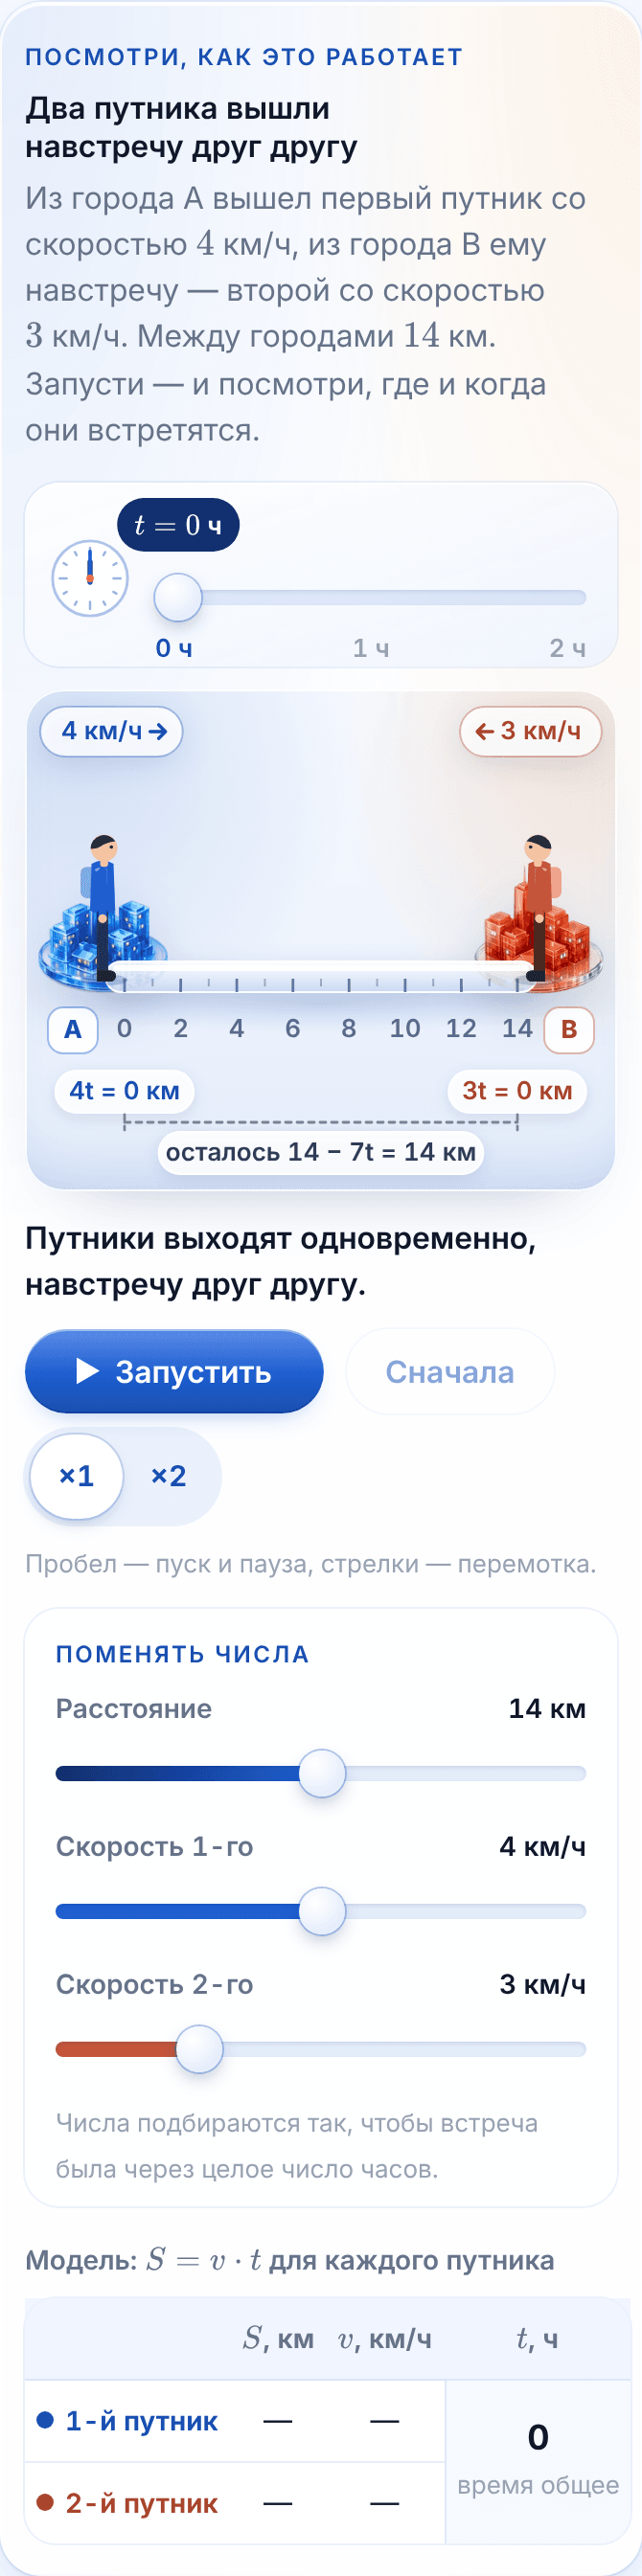 ПОСМОТРИ, КАК ЭТО РАБОТАЕТ
Два путника вышли
навстречу друг другу
Из города А вышел первый путник со
скоростью 4 км/ч, из города В ему
навстречу — второй со скоростью
3 км/ч. Между городами 14 км.
Запусти — и посмотри, где и когда
они встретятся.
t = 0 ч
0 ч 1 ч 2 ч
4 км/ч → ← 3 км/ч
А 0 2 4 6 8 10 12 14 В
4t = 0 км 3t = 0 км
осталось 14 − 7t = 14 км
Путники выходят одновременно,
навстречу друг другу.
Запустить Сначала
×1 ×2
Пробел — пуск и пауза, стрелки — перемотка.
ПОМЕНЯТЬ ЧИСЛА
Расстояние 14 км
Скорость 1-го 4 км/ч
Скорость 2-го 3 км/ч
Числа подбираются так, чтобы встреча
была через целое число часов.
Модель: S = v · t для каждого путника
S, км v, км/ч t, ч
1-й путник — —
0
время общее
2-й путник — —